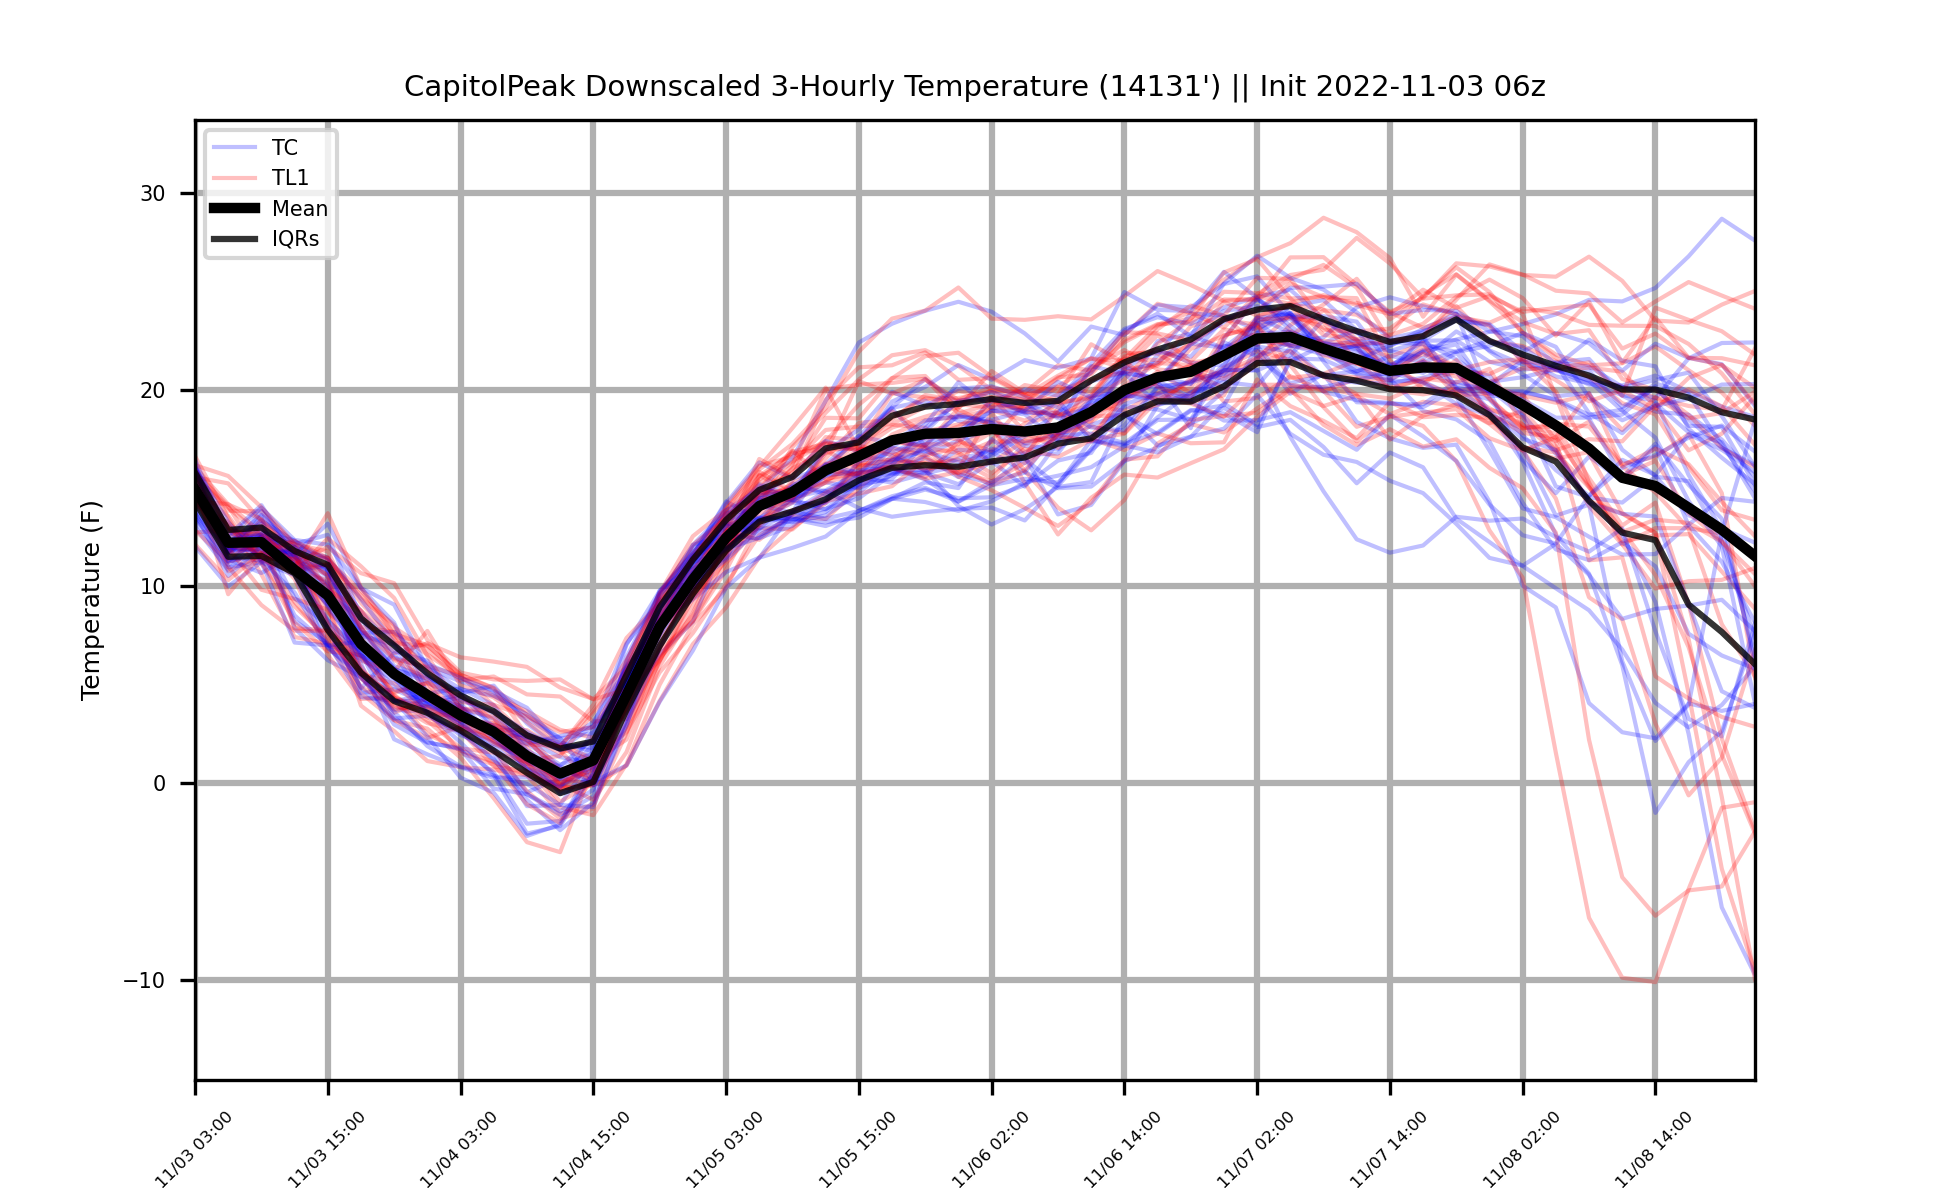 CapitolPeak Downscaled 3-Hourly Temperature (14131') || Init 2022-11-03 06z
TC
TL1
Mean
IQRs
Temperature (F)
30
20
10
0
−10
11/03 03:00
11/03 15:00
11/04 03:00
11/04 15:00
11/05 03:00
11/05 15:00
11/06 02:00
11/06 14:00
11/07 02:00
11/07 14:00
11/08 02:00
11/08 14:00